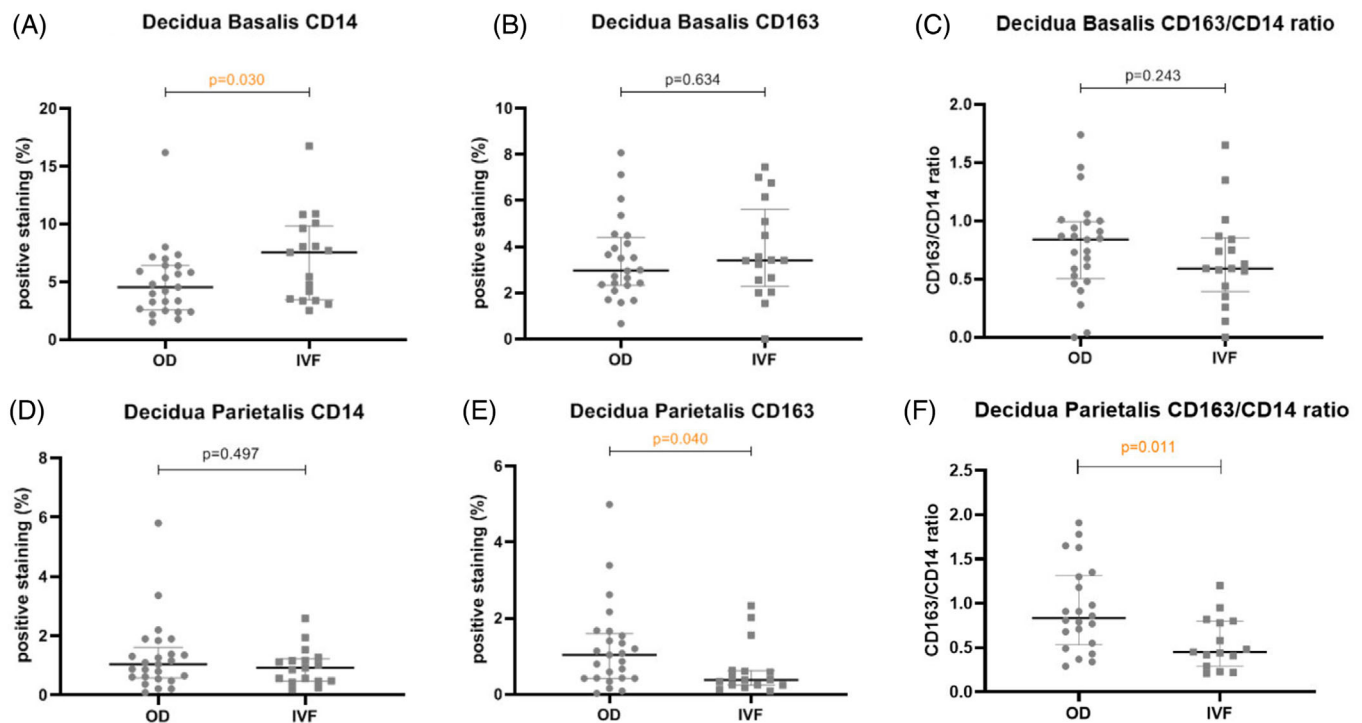 (A) Decidua Basalis CD14
p=0.030
positive staining (%)
20
15
10
5
0
OD IVF
(B) Decidua Basalis CD163
p=0.634
positive staining (%)
10
8
6
4
2
0
OD IVF
(C) Decidua Basalis CD163/CD14 ratio
p=0.243
CD163/CD14 ratio
2.0
1.5
1.0
0.5
0.0
OD IVF
(D) Decidua Parietalis CD14
p=0.497
positive staining (%)
8
6
4
2
0
OD IVF
(E) Decidua Parietalis CD163
p=0.040
positive staining (%)
6
4
2
0
OD IVF
(F) Decidua Parietalis CD163/CD14 ratio
p=0.011
CD163/CD14 ratio
2.5
2.0
1.5
1.0
0.5
0.0
OD IVF